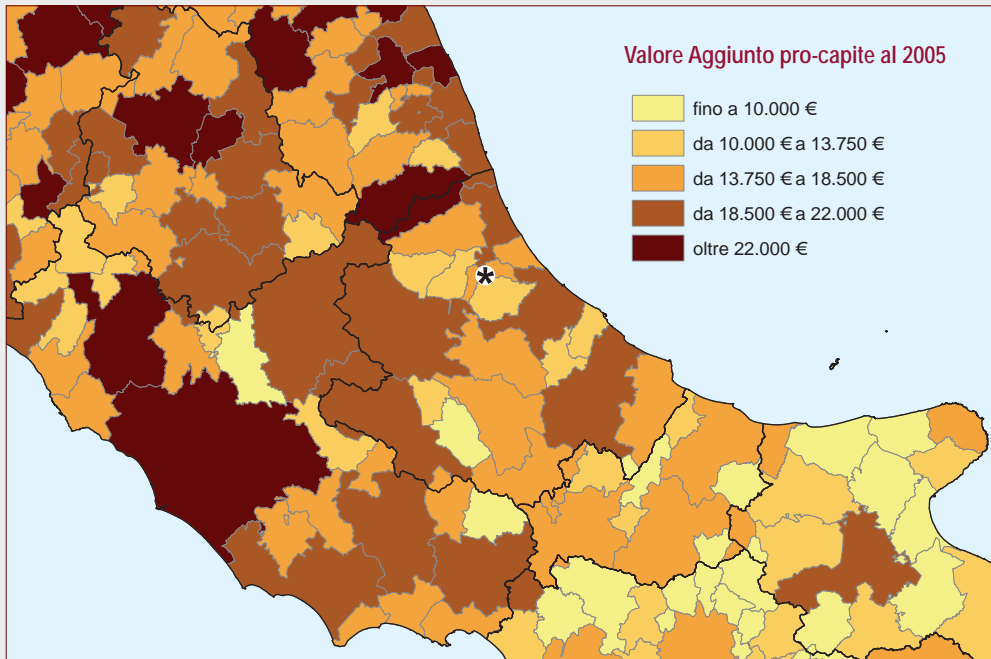 Valore Aggiunto pro-capite al 2005
fino a 10.000 €
da 10.000 € a 13.750 €
da 13.750 € a 18.500 €
da 18.500 € a 22.000 €
oltre 22.000 €
*